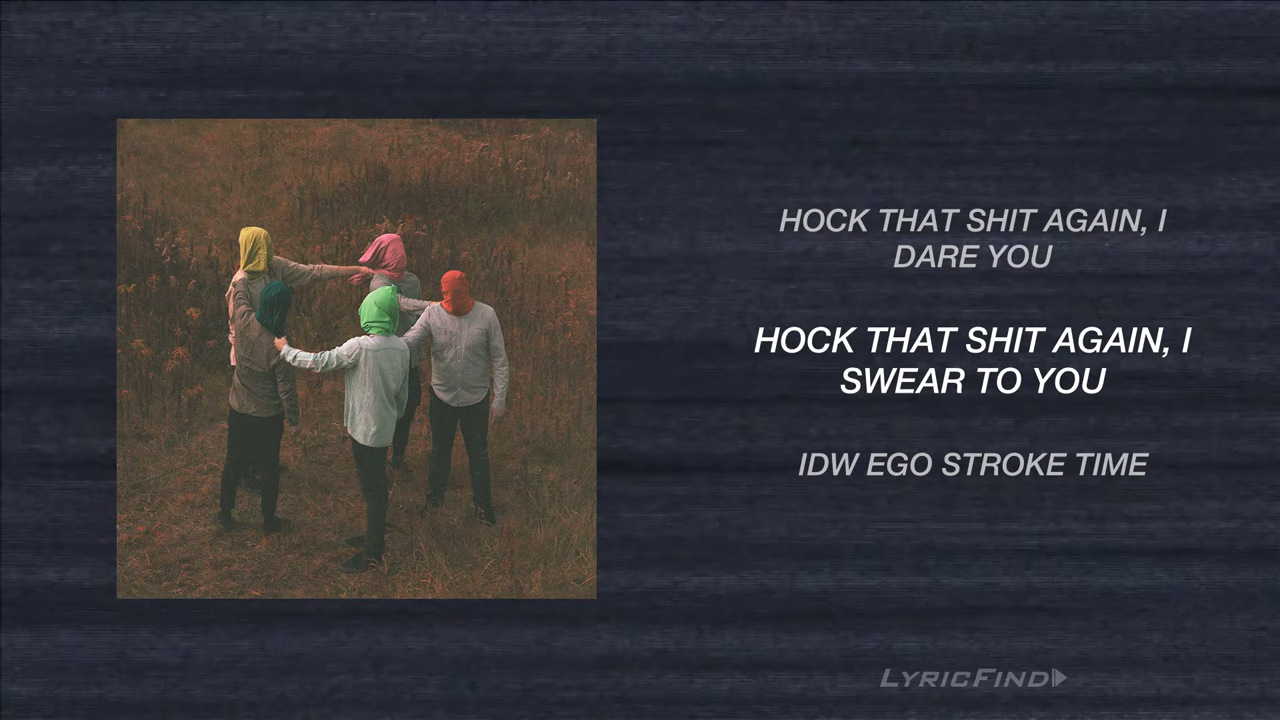 HOCK THAT SHIT AGAIN, I
DARE YOU
HOCK THAT SHIT AGAIN, I
SWEAR TO YOU
IDW EGO STROKE TIME
LYRICFIND